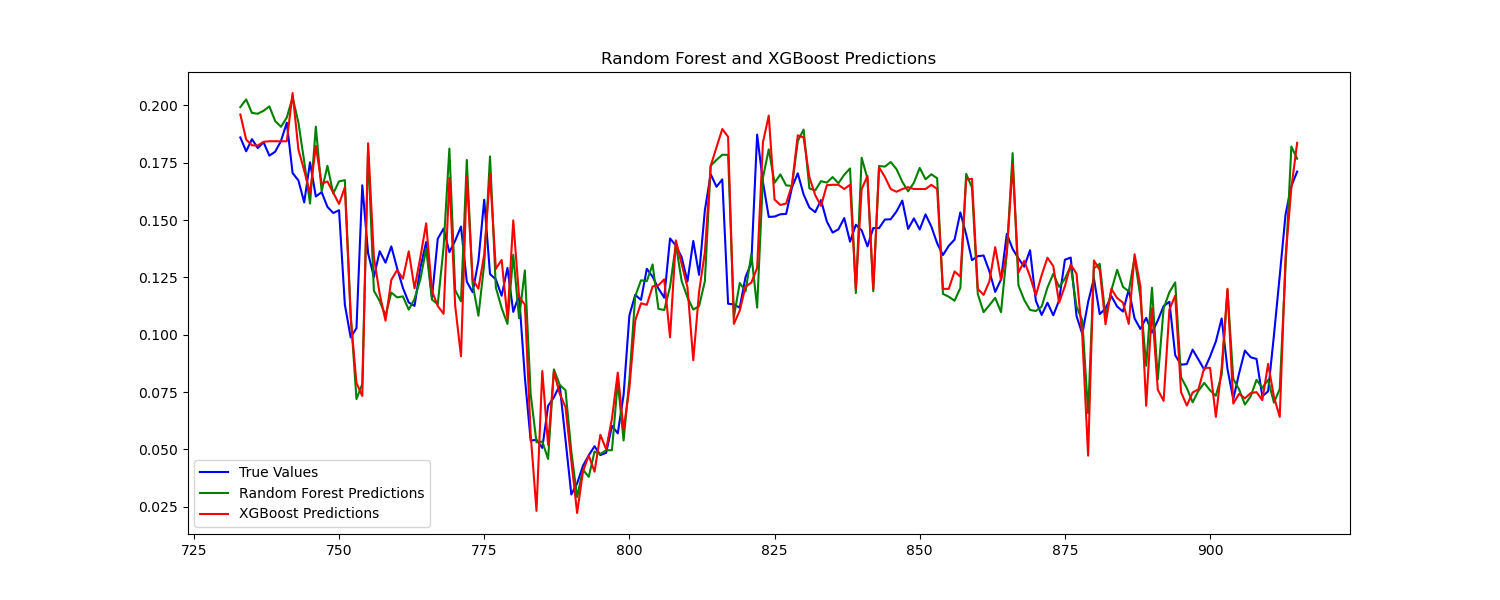 Random Forest and XGBoost Predictions
0.200
0.175
0.150
0.125
0.100
0.075
0.050
0.025
True Values
Random Forest Predictions
XGBoost Predictions
725 750 775 800 825 850 875 900